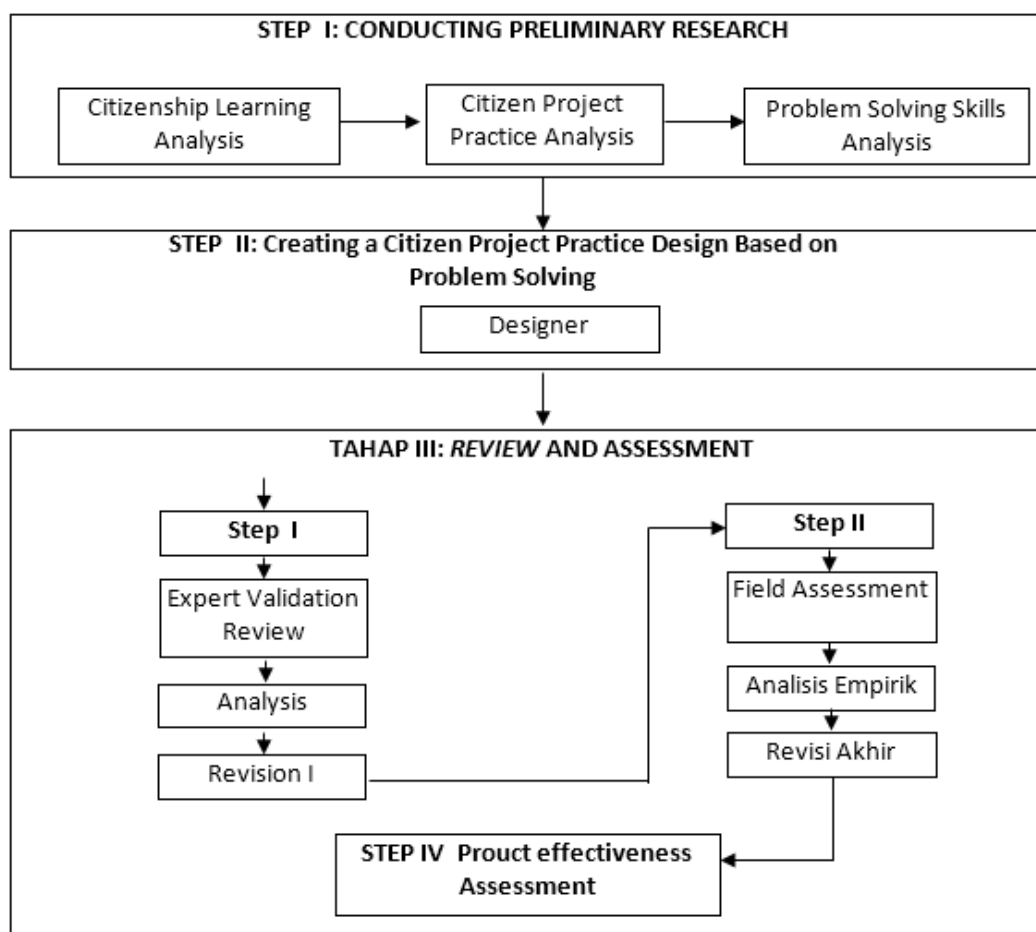 STEP I: CONDUCTING PRELIMINARY RESEARCH
Citizenship Learning
Analysis
Citizen Project
Practice Analysis
Problem Solving Skills
Analysis
STEP II: Creating a Citizen Project Practice Design Based on
Problem Solving
Designer
TAHAP III: REVIEW AND ASSESSMENT
Step I
Expert Validation
Review
Analysis
Revision I
Step II
Field Assessment
Analisis Empirik
Revisi Akhir
STEP IV Prouct effectiveness
Assessment